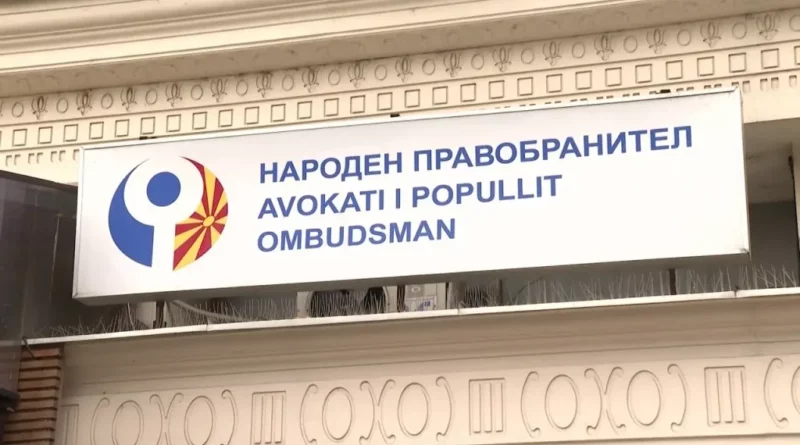 НАРОДЕН ПРАВОБРАНИТЕЛ
AVOKATI I POPULLIT
OMBUDSMAN